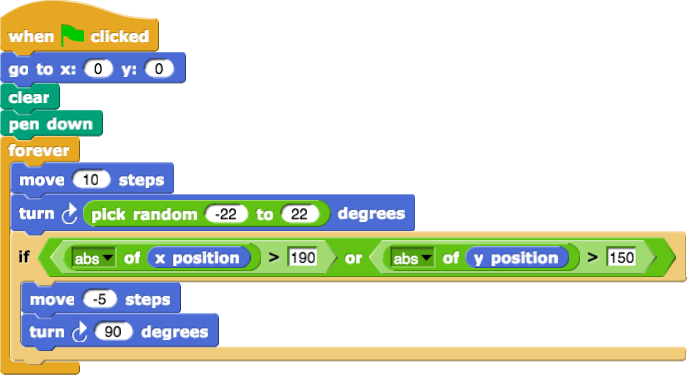 when clicked
go to x: 0 y: 0
clear
pen down
forever
move 10 steps
turn pick random -22 to 22 degrees
if abs of x position > 190 or abs of y position > 150
move -5 steps
turn 90 degrees